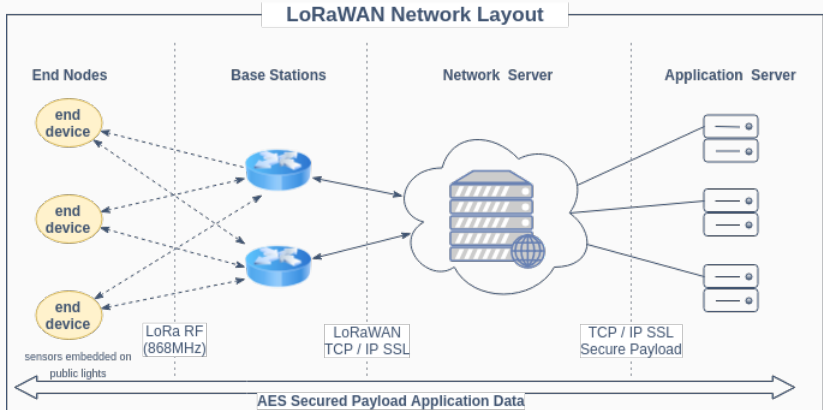 LoRaWAN Network Layout
End Nodes
Base Stations
Network Server
Application Server
end
device
end
device
end
device
sensors embedded on
public lights
LoRa RF
(868MHz)
LoRaWAN
TCP / IP SSL
TCP / IP SSL
Secure Payload
AES Secured Payload Application Data